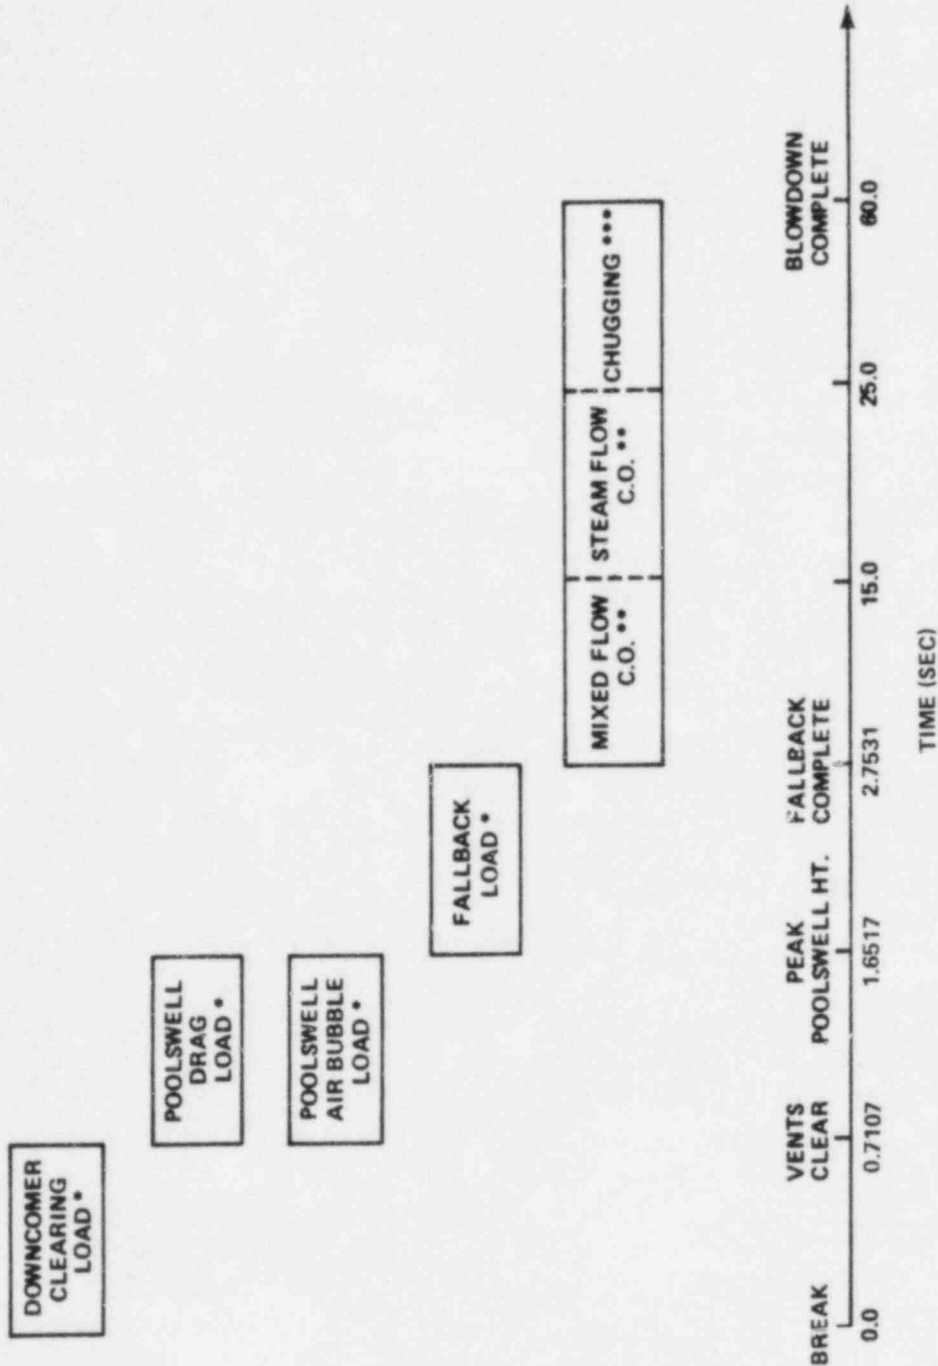 DOWNCOMER
CLEARING
LOAD *
POOLSWELL
DRAG
LOAD *
POOLSWELL
AIR BUBBLE
LOAD *
FALLBACK
LOAD *
MIXED FLOW
C.O. **
STEAM FLOW
C.O. **
CHUGGING ***
BREAK
VENTS
CLEAR
PEAK
POOLSWELL HT.
FALLBACK
COMPLETE
BLOWDOWN
COMPLETE
0.0
0.7107
1.6517
2.7531
15.0
25.0
60.0
TIME (SEC)